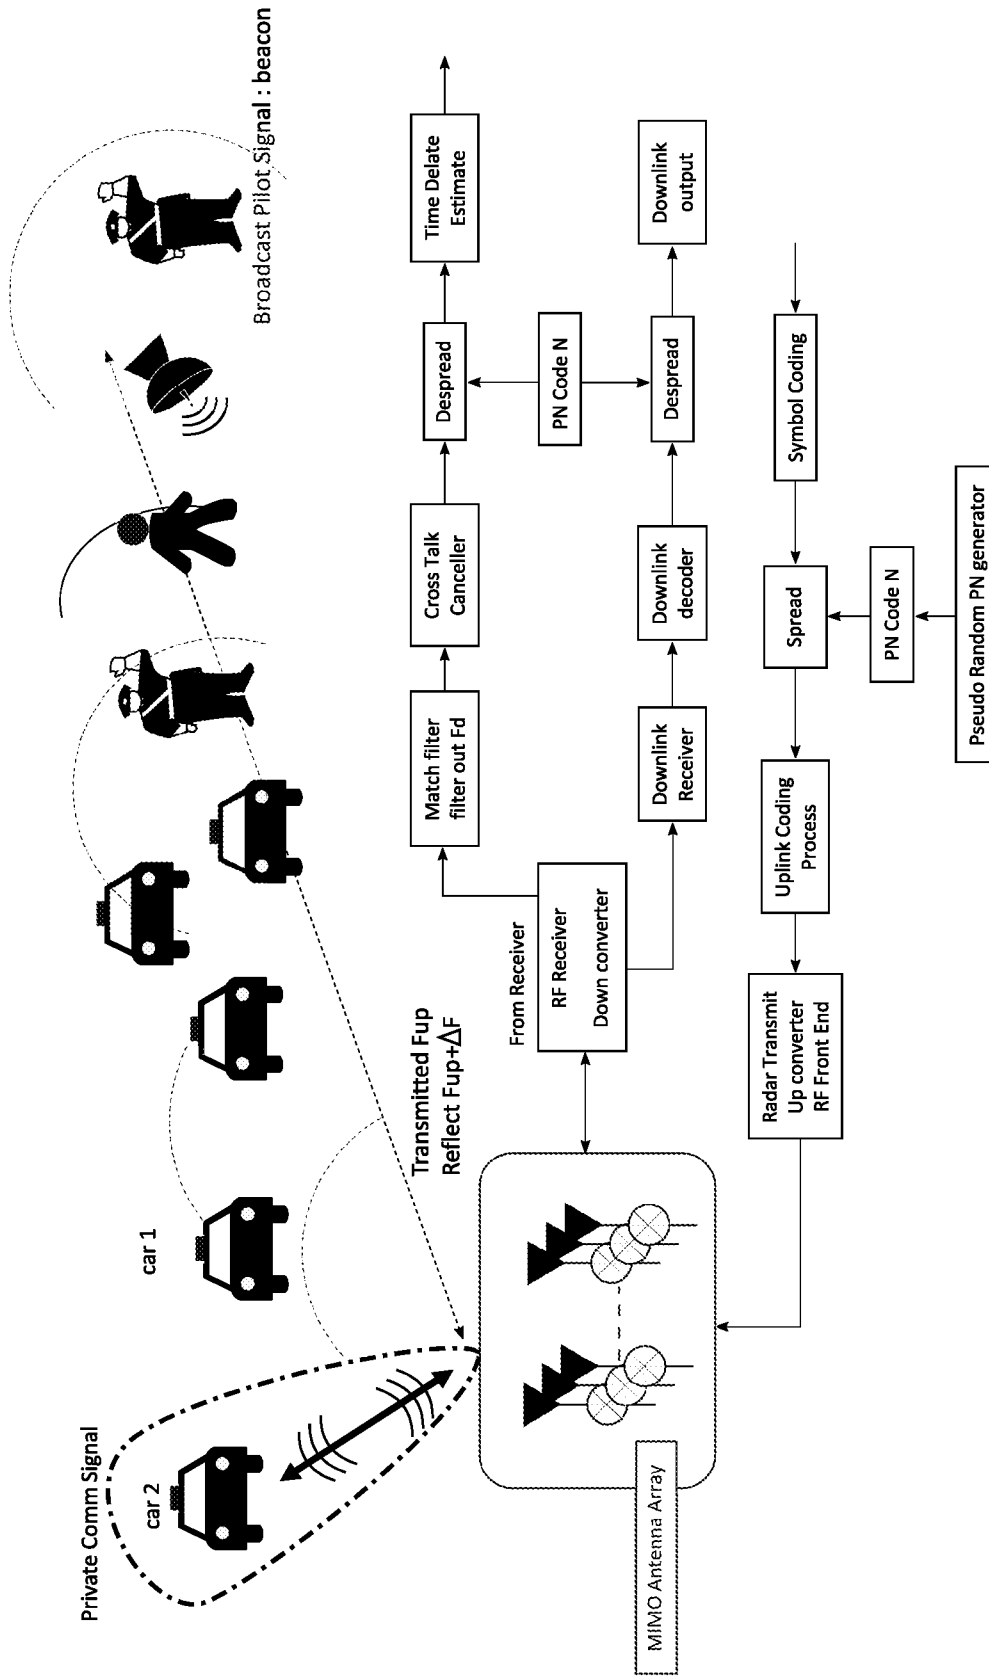 Private Comm Signal
car 2
car 1
Broadcast Pilot Signal : beacon
Transmitted Fup
Reflect Fup+ΔF
MIMO Antenna Array
From Receiver
RF Receiver
Down converter
Match filter
filter out Fd
Cross Talk
Canceller
Despread
Time Delate
Estimate
PN Code N
Downlink
Receiver
Downlink
decoder
Despread
Downlink
output
Radar Transmit
Up converter
RF Front End
Uplink Coding
Process
Spread
Symbol Coding
PN Code N
Pseudo Random PN generator